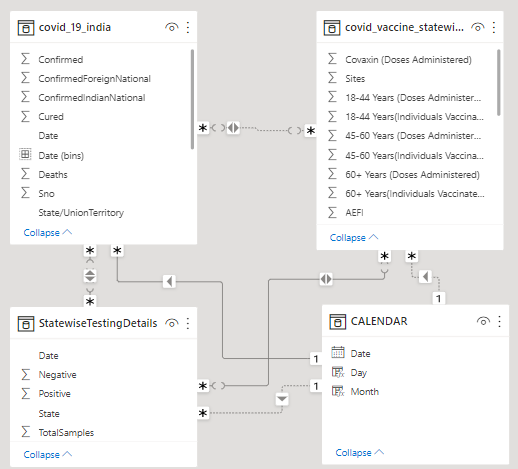 covid_19_india
Confirmed
ConfirmedForeignNational
ConfirmedIndianNational
Cured
Date
Date (bins)
Deaths
Sno
State/UnionTerritory
Collapse
covid_vaccine_statewi...
Covaxin (Doses Administered)
Sites
18-44 Years (Doses Administer...
18-44 Years(Individuals Vaccina...
45-60 Years (Doses Administer...
45-60 Years(Individuals Vaccina...
60+ Years (Doses Administered)
60+ Years(Individuals Vaccinate...
AEFI
Collapse
* * * * * * * * * *
1
1
1
StatewiseTestingDetails
Date
Negative
Positive
State
TotalSamples
Collapse
CALENDAR
Date
Day
Month
Collapse